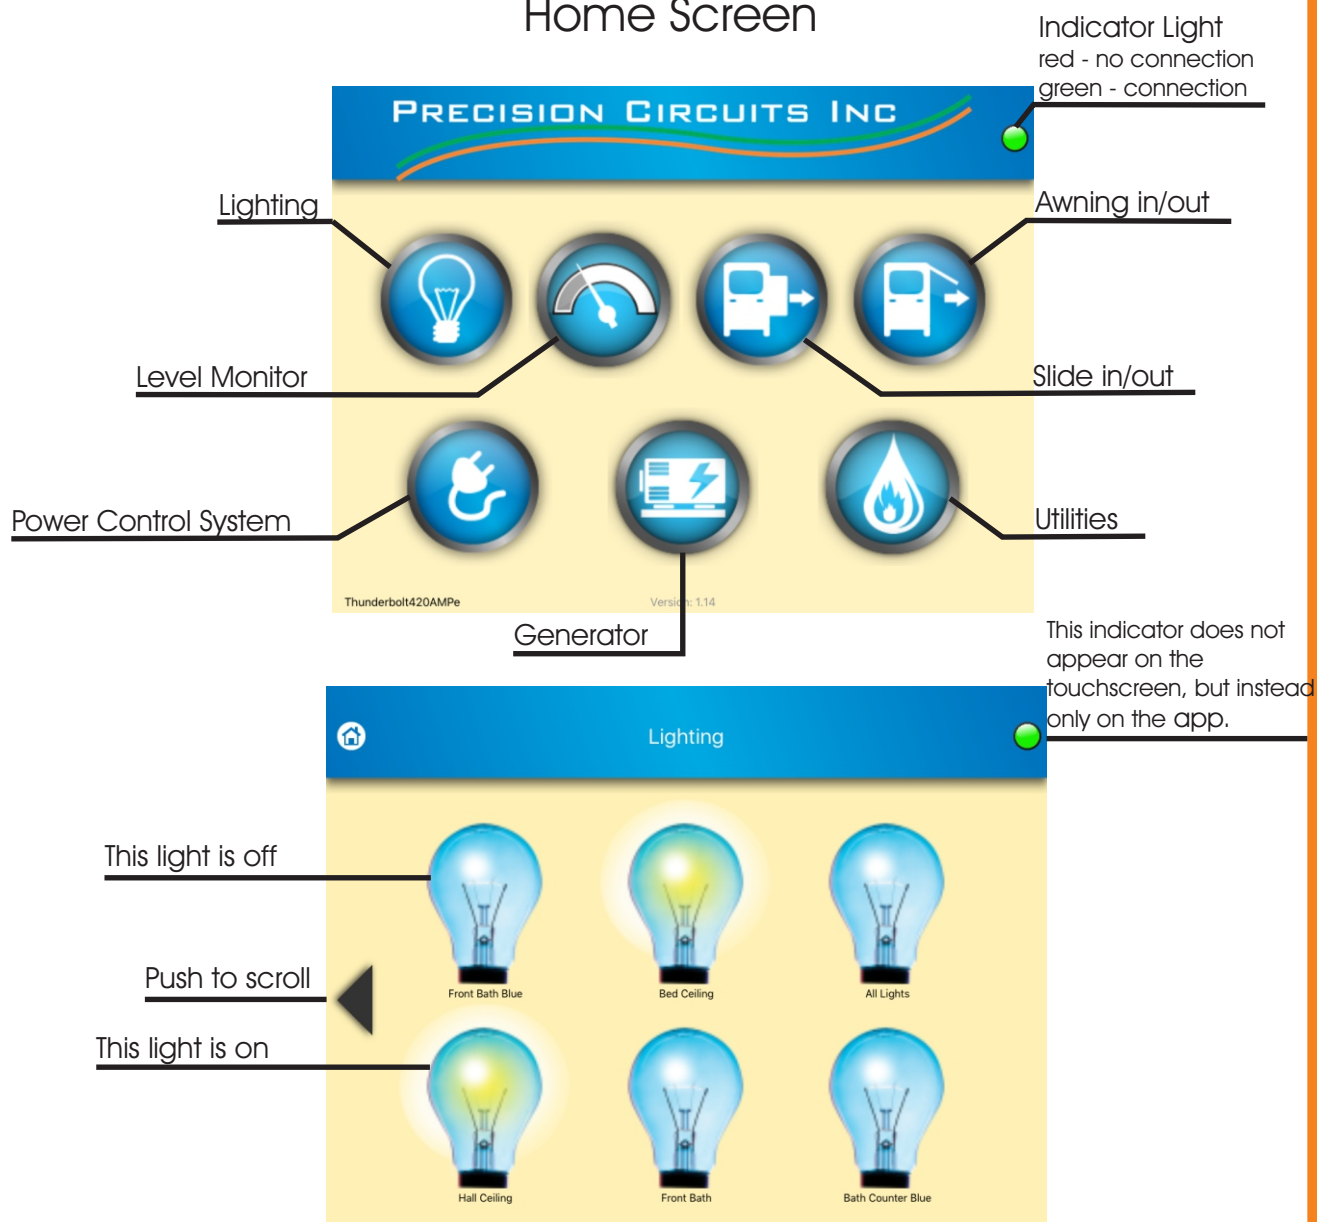 Home Screen
Indicator Light
red - no connection
green - connection
PRECISION CIRCUITS INC
Lighting
Awning in/out
Level Monitor
Slide in/out
Power Control System
Utilities
Thunderbolt420AMPe
Version: 1.14
Generator
This indicator does not
appear on the
touchscreen, but instead
only on the app.
Lighting
This light is off
Front Bath Blue
Bed Ceiling
All Lights
Push to scroll
This light is on
Hall Ceiling
Front Bath
Bath Counter Blue